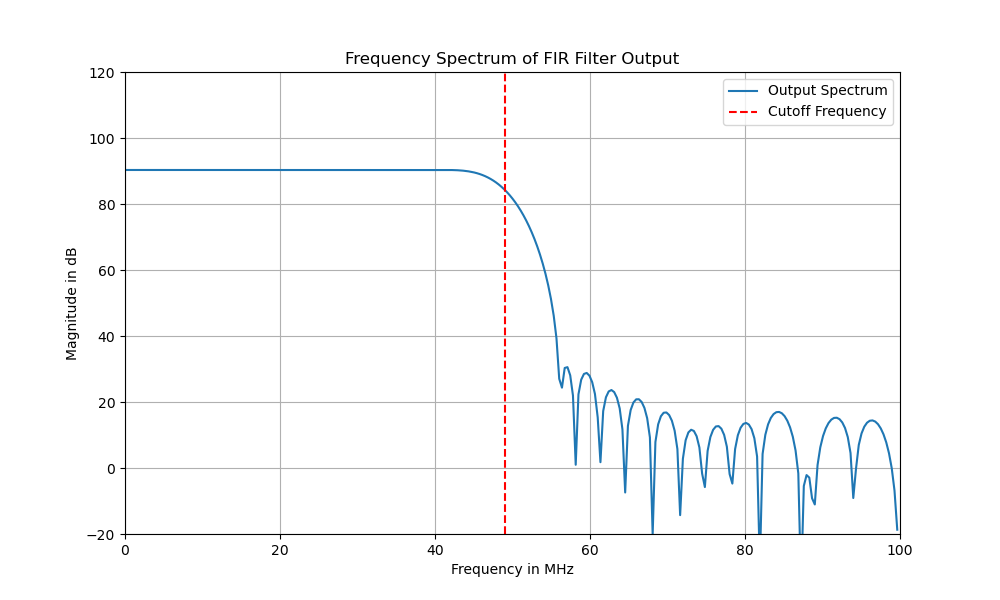 Frequency Spectrum of FIR Filter Output
120
100
80
60
40
20
0
−20
Magnitude in dB
Output Spectrum
Cutoff Frequency
0 20 40 60 80 100
Frequency in MHz